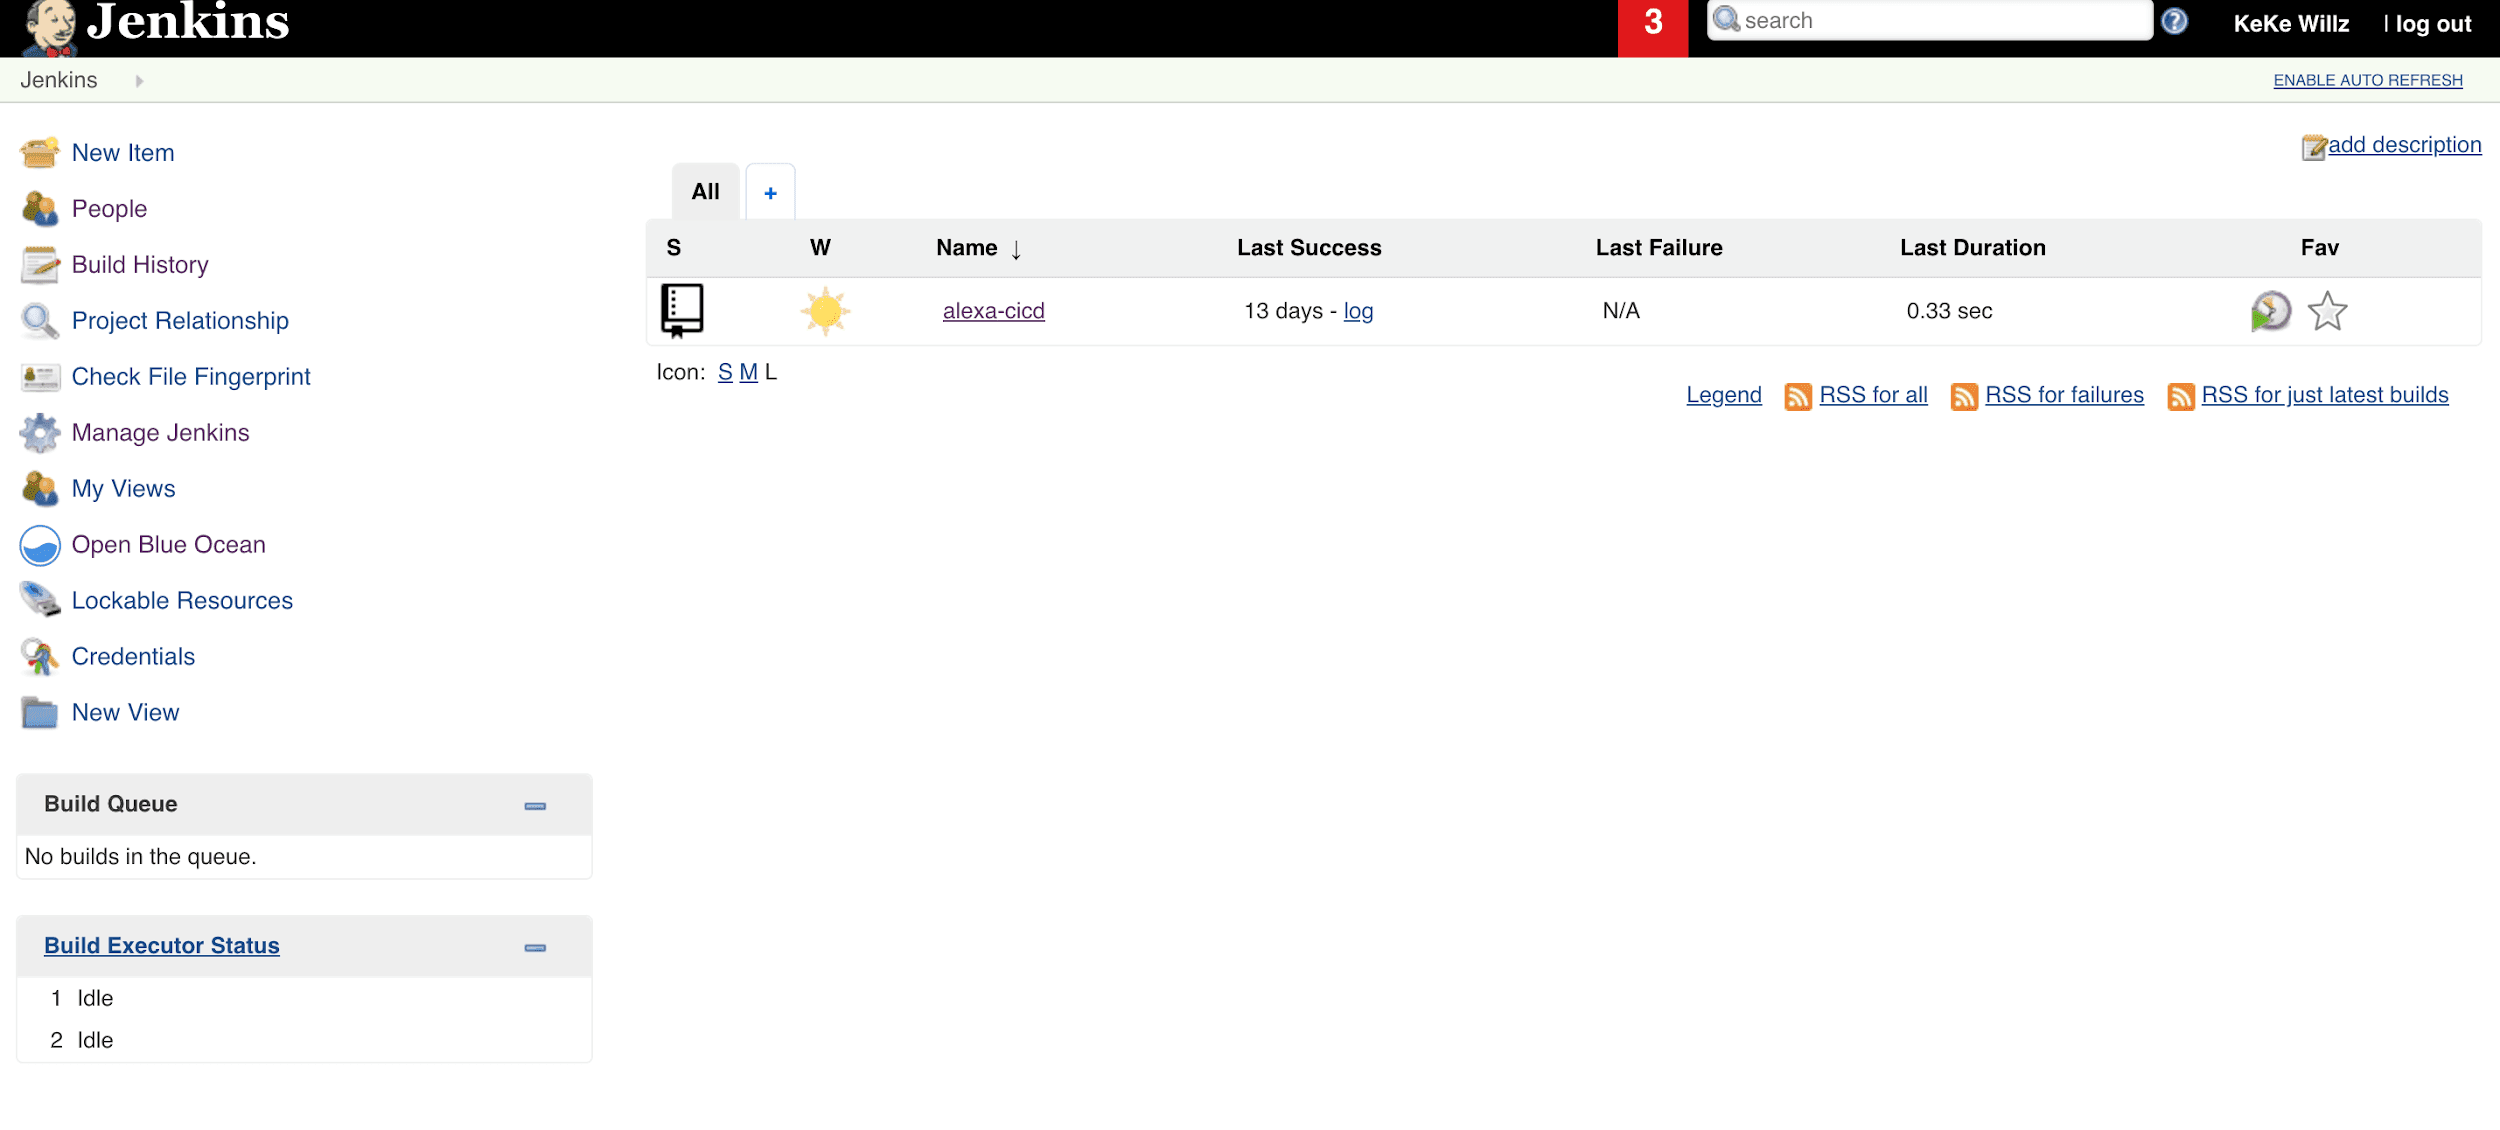 Jenkins
3
search
KeKe Willz
| log out
Jenkins
ENABLE AUTO REFRESH
New Item
People
Build History
Project Relationship
Check File Fingerprint
Manage Jenkins
My Views
Open Blue Ocean
Lockable Resources
Credentials
New View
Build Queue
No builds in the queue.
Build Executor Status
1 Idle
2 Idle
add description
All +
S W Name ↓ Last Success Last Failure Last Duration Fav
alexa-cicd 13 days - log N/A 0.33 sec
Icon: S M L
Legend RSS for all RSS for failures RSS for just latest builds